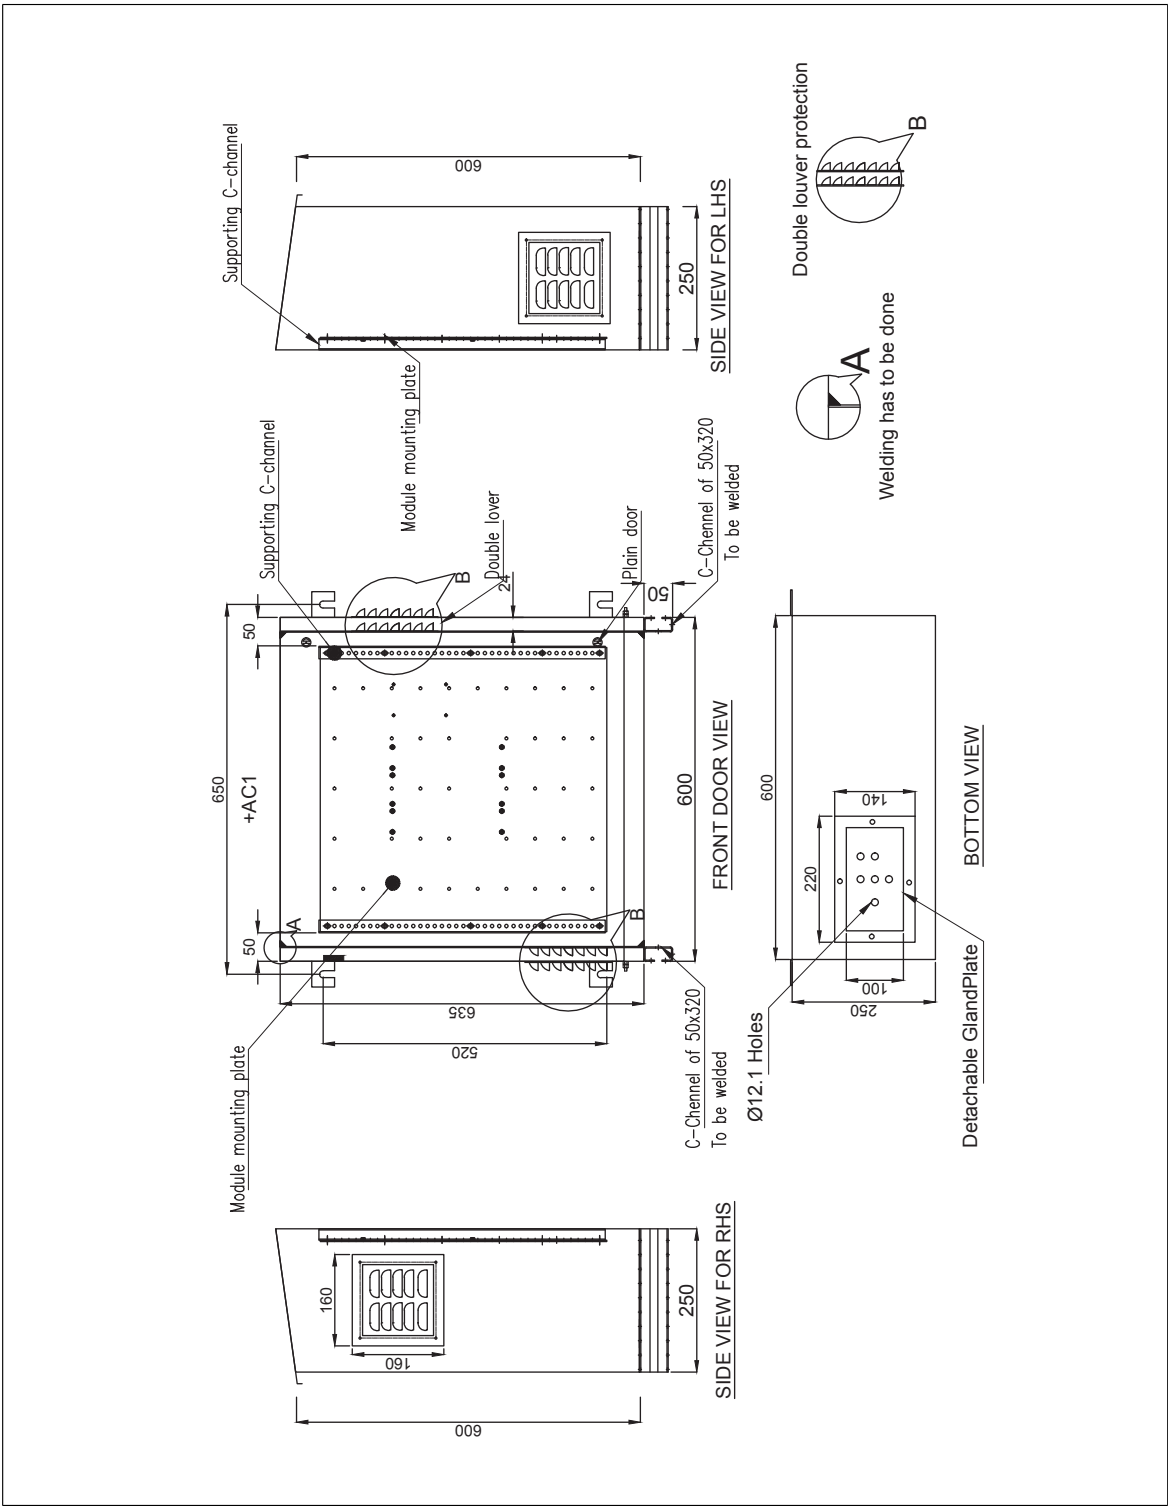 Supporting C-channel
600
250
SIDE VIEW FOR LHS
Module mounting plate
Double louver protection
B
A
Welding has to be done
Supporting C-channel
B
Double lover
24
Plain door
50
C-Chennel of 50x320
To be welded
650
50
+AC1
50
A
B
600
FRONT DOOR VIEW
635
520
Module mounting plate
C-Chennel of 50x320
To be welded
600
140
220
100
250
BOTTOM VIEW
Ø12.1 Holes
Detachable GlandPlate
160
160
600
250
SIDE VIEW FOR RHS